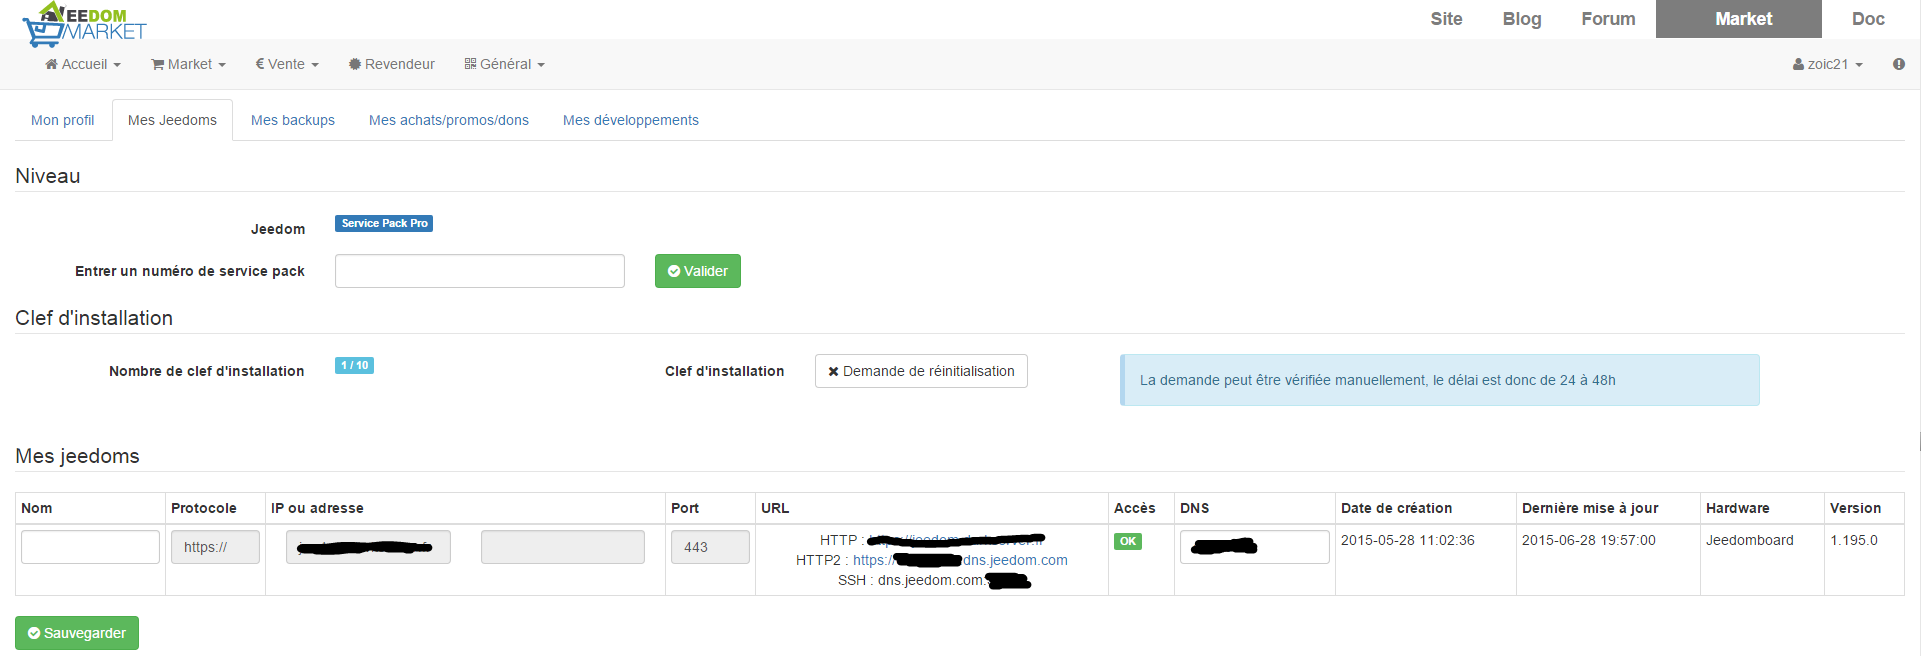 JEEDOM
MARKET
Site Blog Forum Market Doc
Accueil Market € Vente Revendeur Général zoic21
Mon profil Mes Jeedoms Mes backups Mes achats/promos/dons Mes développements
Niveau
Jeedom Service Pack Pro
Entrer un numéro de service pack Valider
Clef d'installation
Nombre de clef d'installation 1 / 10 Clef d'installation Demande de réinitialisation La demande peut être vérifiée manuellement, le délai est donc de 24 à 48h
Mes jeedoms
Nom Protocole IP ou adresse Port URL Accès DNS Date de création Dernière mise à jour Hardware Version
https:// 443 HTTP : OK 2015-05-28 11:02:36 2015-06-28 19:57:00 Jeedomboard 1.195.0
HTTP2 : https:// dns.jeedom.com
SSH : dns.jeedom.com:
Sauvegarder